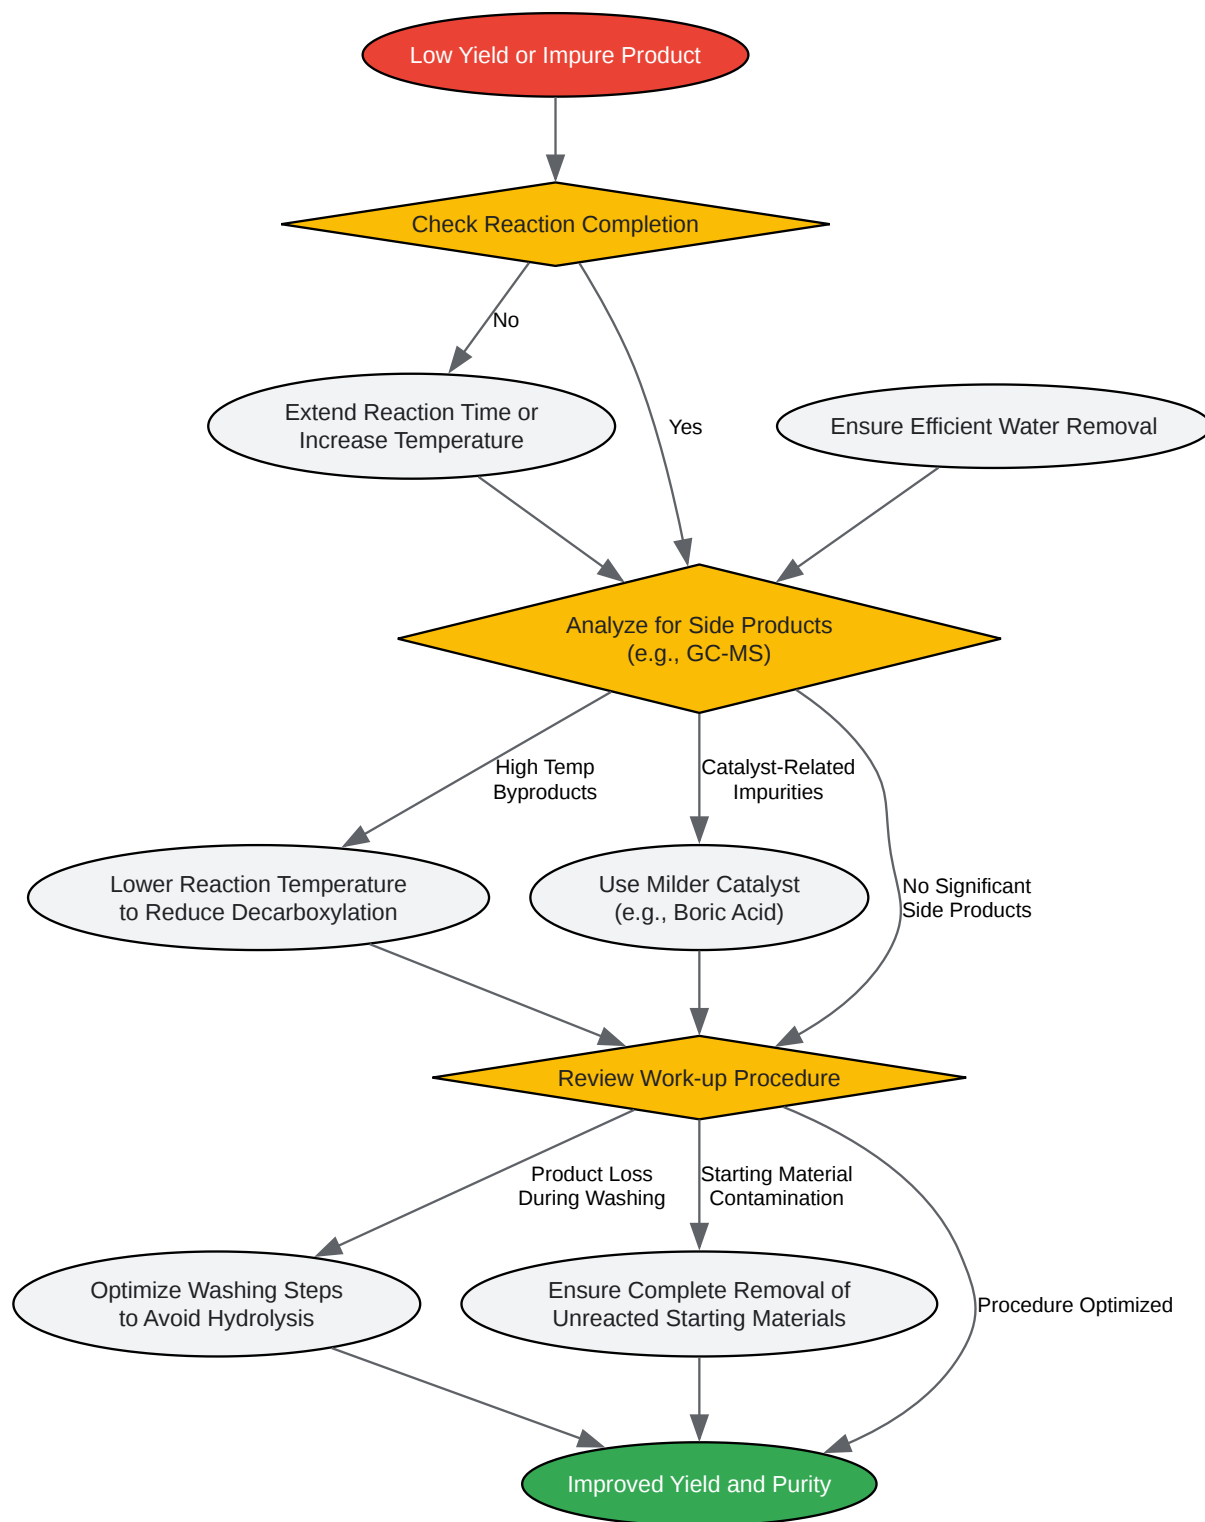 Low Yield or Impure Product
Check Reaction Completion
No
Extend Reaction Time or
Increase Temperature
Yes
Ensure Efficient Water Removal
Analyze for Side Products
(e.g., GC-MS)
High Temp
Byproducts
Catalyst-Related
Impurities
Lower Reaction Temperature
to Reduce Decarboxylation
Use Milder Catalyst
(e.g., Boric Acid)
No Significant
Side Products
Review Work-up Procedure
Product Loss
During Washing
Starting Material
Contamination
Optimize Washing Steps
to Avoid Hydrolysis
Ensure Complete Removal of
Unreacted Starting Materials
Procedure Optimized
Improved Yield and Purity